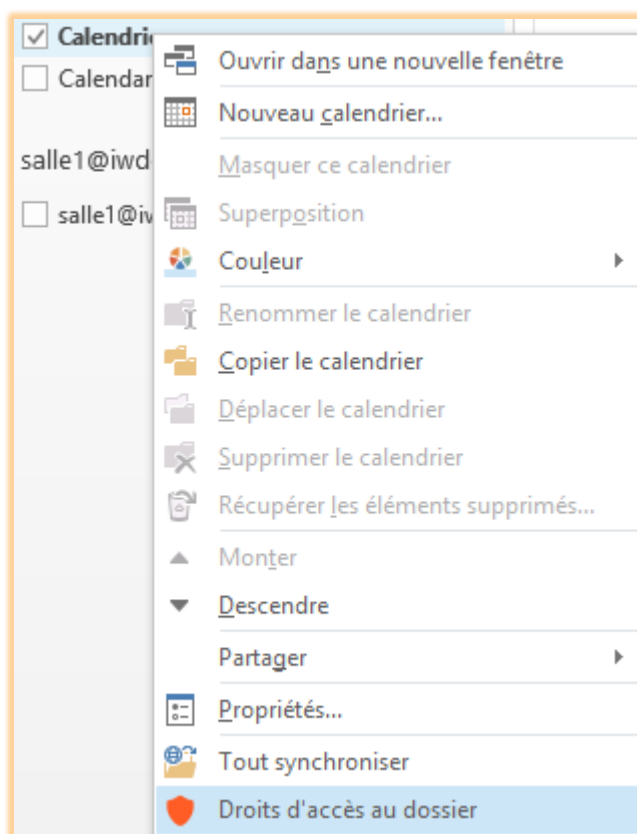 Calendrie
Ouvrir dans une nouvelle fenêtre
Calendar
Nouveau calendrier...
salle1@iwd
Masquer ce calendrier
salle1@iw
Superposition
Couleur
Renommer le calendrier
Copier le calendrier
Déplacer le calendrier
Supprimer le calendrier
Récupérer les éléments supprimés...
Monter
Descendre
Partager
Propriétés...
Tout synchroniser
Droits d'accès au dossier